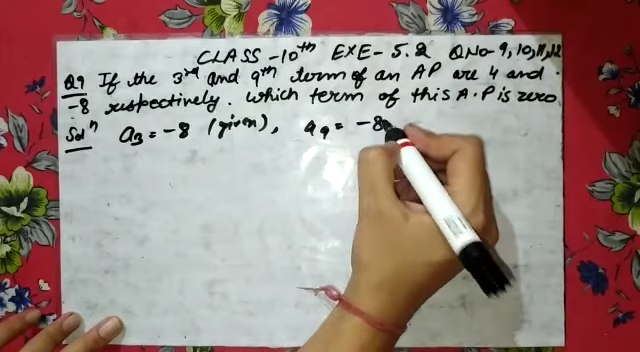 CLASS -10th EXE- 5.2 QNo- 9, 10, 11, 12
Q9 If the 3rd and 9th term of an AP are 4 and
-8 respectively. which term of this A.P is zero.
Solⁿ a3 = -8 (given), a9 = -8